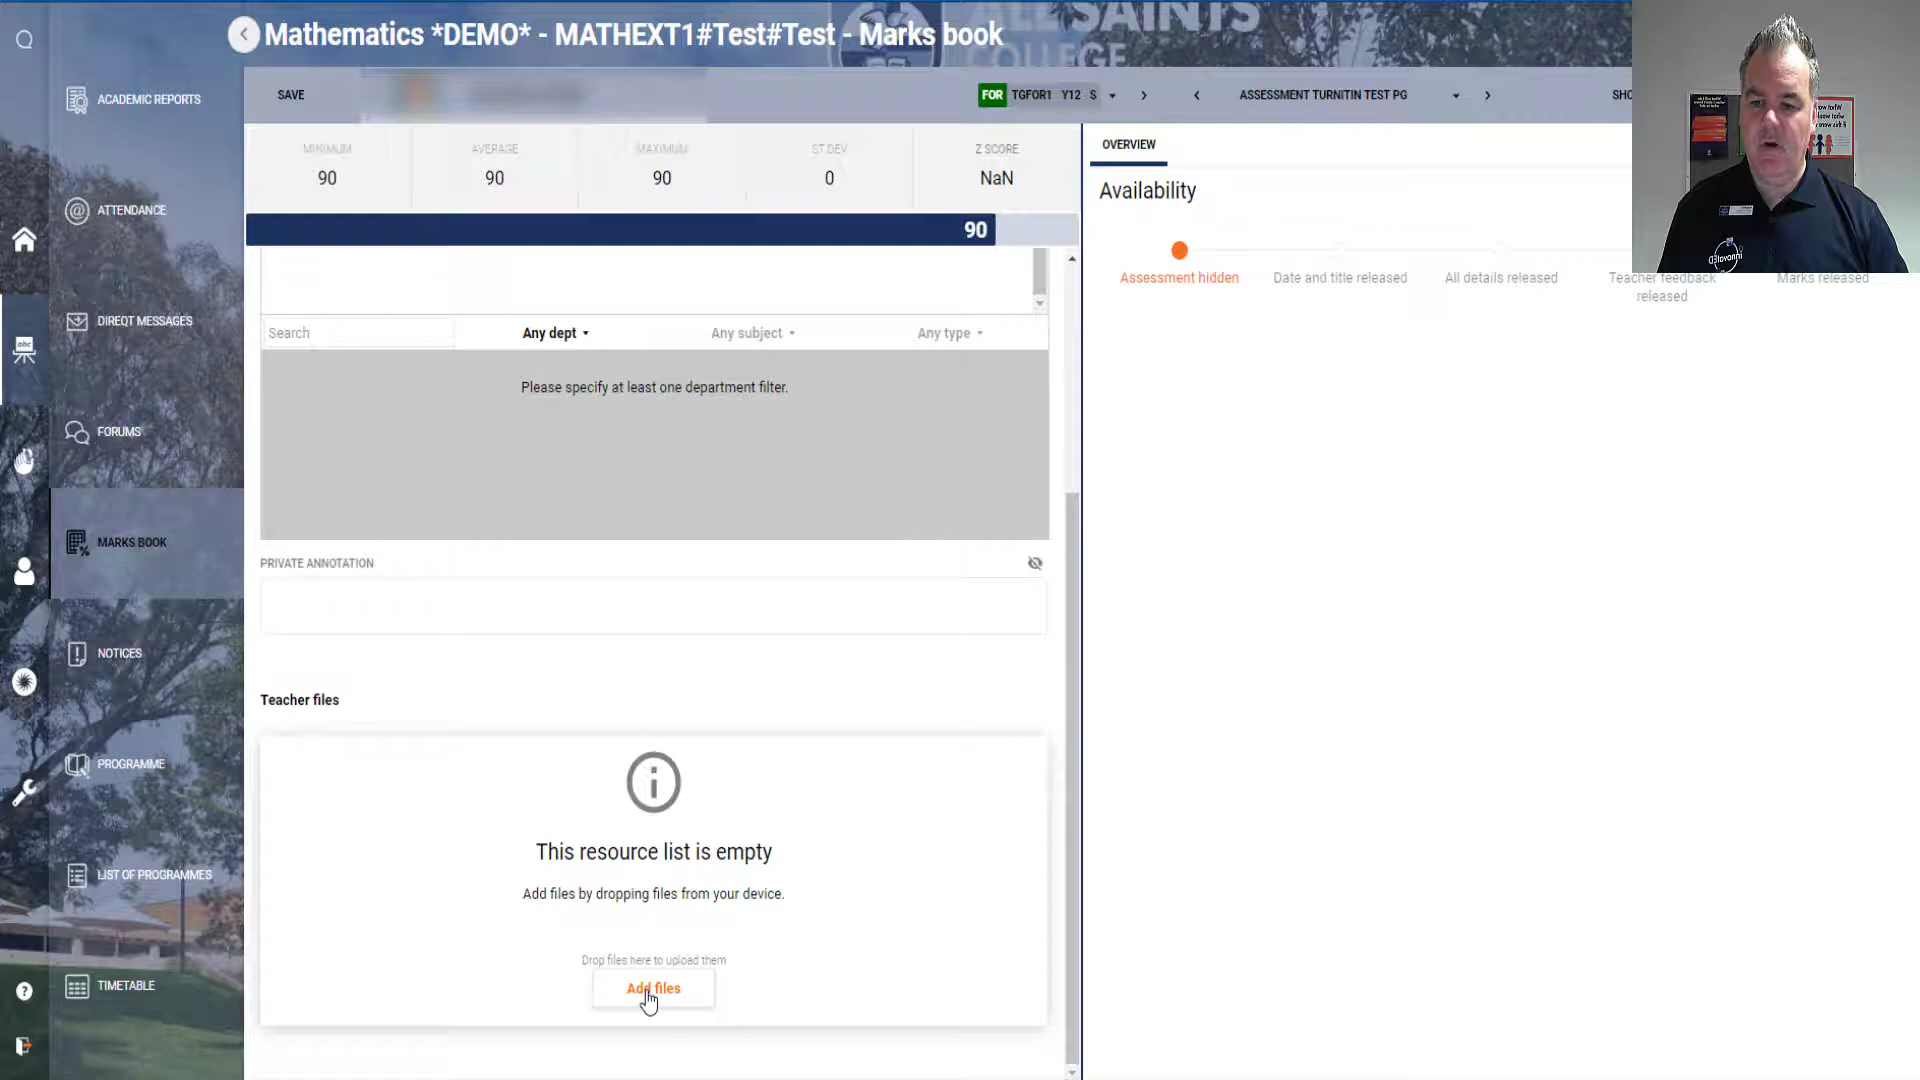 Mathematics *DEMO* - MATHEXT1#Test#Test - Marks book
ALL SAINTS
COLLEGE
ACADEMIC REPORTS
ATTENDANCE
DIREQT MESSAGES
FORUMS
MARKS BOOK
NOTICES
PROGRAMME
LIST OF PROGRAMMES
TIMETABLE
SAVE
FOR TGFOR1 Y12 S
ASSESSMENT TURNITIN TEST PG
SHO
MINIMUM AVERAGE MAXIMUM ST.DEV Z SCORE
90 90 90 0 NaN
90
Search
Any dept
Any subject
Any type
Please specify at least one department filter.
PRIVATE ANNOTATION
Teacher files
This resource list is empty
Add files by dropping files from your device.
Drop files here to upload them
Add files
OVERVIEW
Availability
Assessment hidden
Date and title released
All details released
Teacher feedback
released
Marks released